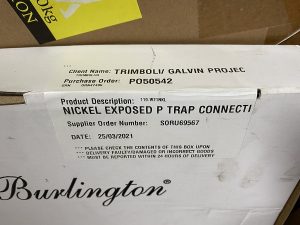 0kg
Client Name: TRIMBOLI/ GALVIN PROJEC
Purchase Order: PO50542
Product Description:
NICKEL EXPOSED P TRAP CONNECTI
Supplier Order Number: SORU69567
DATE: 25/03/2021
*** PLEASE CHECK THE CONTENTS OF THIS BOX UPON
*** DELIVERY FAULTY/DAMAGED OR INCORRECT GOODS
*** MUST BE REPORTED WITHIN 24 HOURS OF DELIVERY
Burlington®